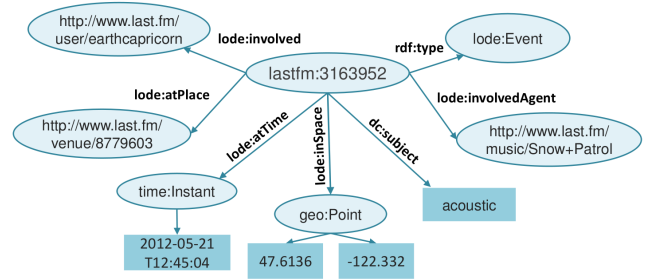 http://www.last.fm/
user/earthcapricorn
lode:involved
rdf:type
lode:Event
lastfm:3163952
lode:atPlace
lode:involvedAgent
http://www.last.fm/
venue/8779603
lode:atTime
lode:inSpace
dc:subject
http://www.last.fm/
music/Snow+Patrol
time:Instant
geo:Point
acoustic
2012-05-21
T12:45:04
47.6136
-122.332